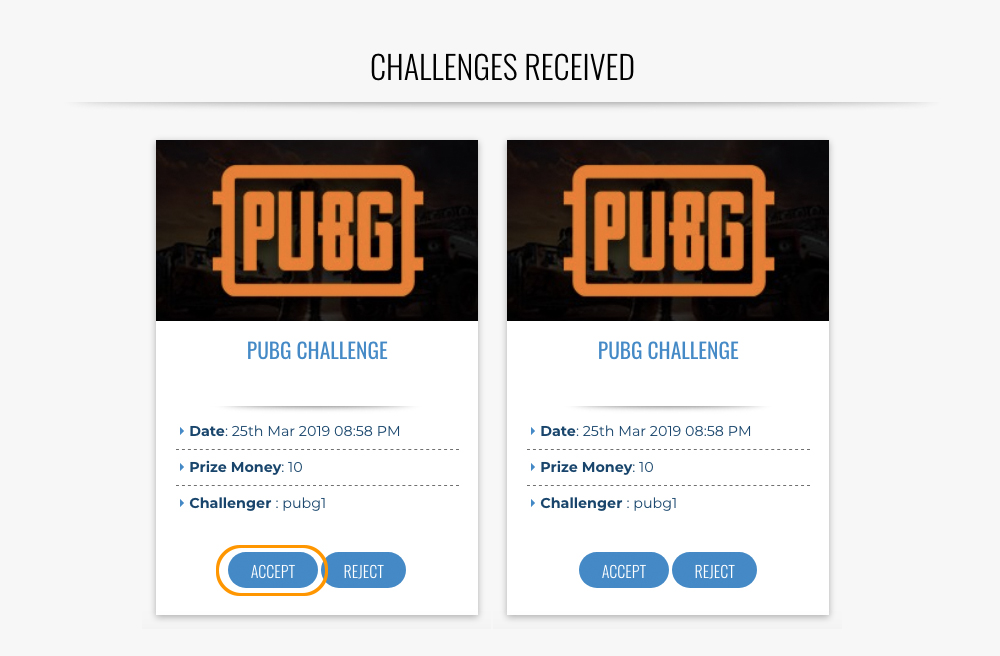 CHALLENGES RECEIVED
PUBG
PUBG CHALLENGE
Date: 25th Mar 2019 08:58 PM
Prize Money: 10
Challenger : pubg1
ACCEPT REJECT
PUBG
PUBG CHALLENGE
Date: 25th Mar 2019 08:58 PM
Prize Money: 10
Challenger : pubg1
ACCEPT REJECT